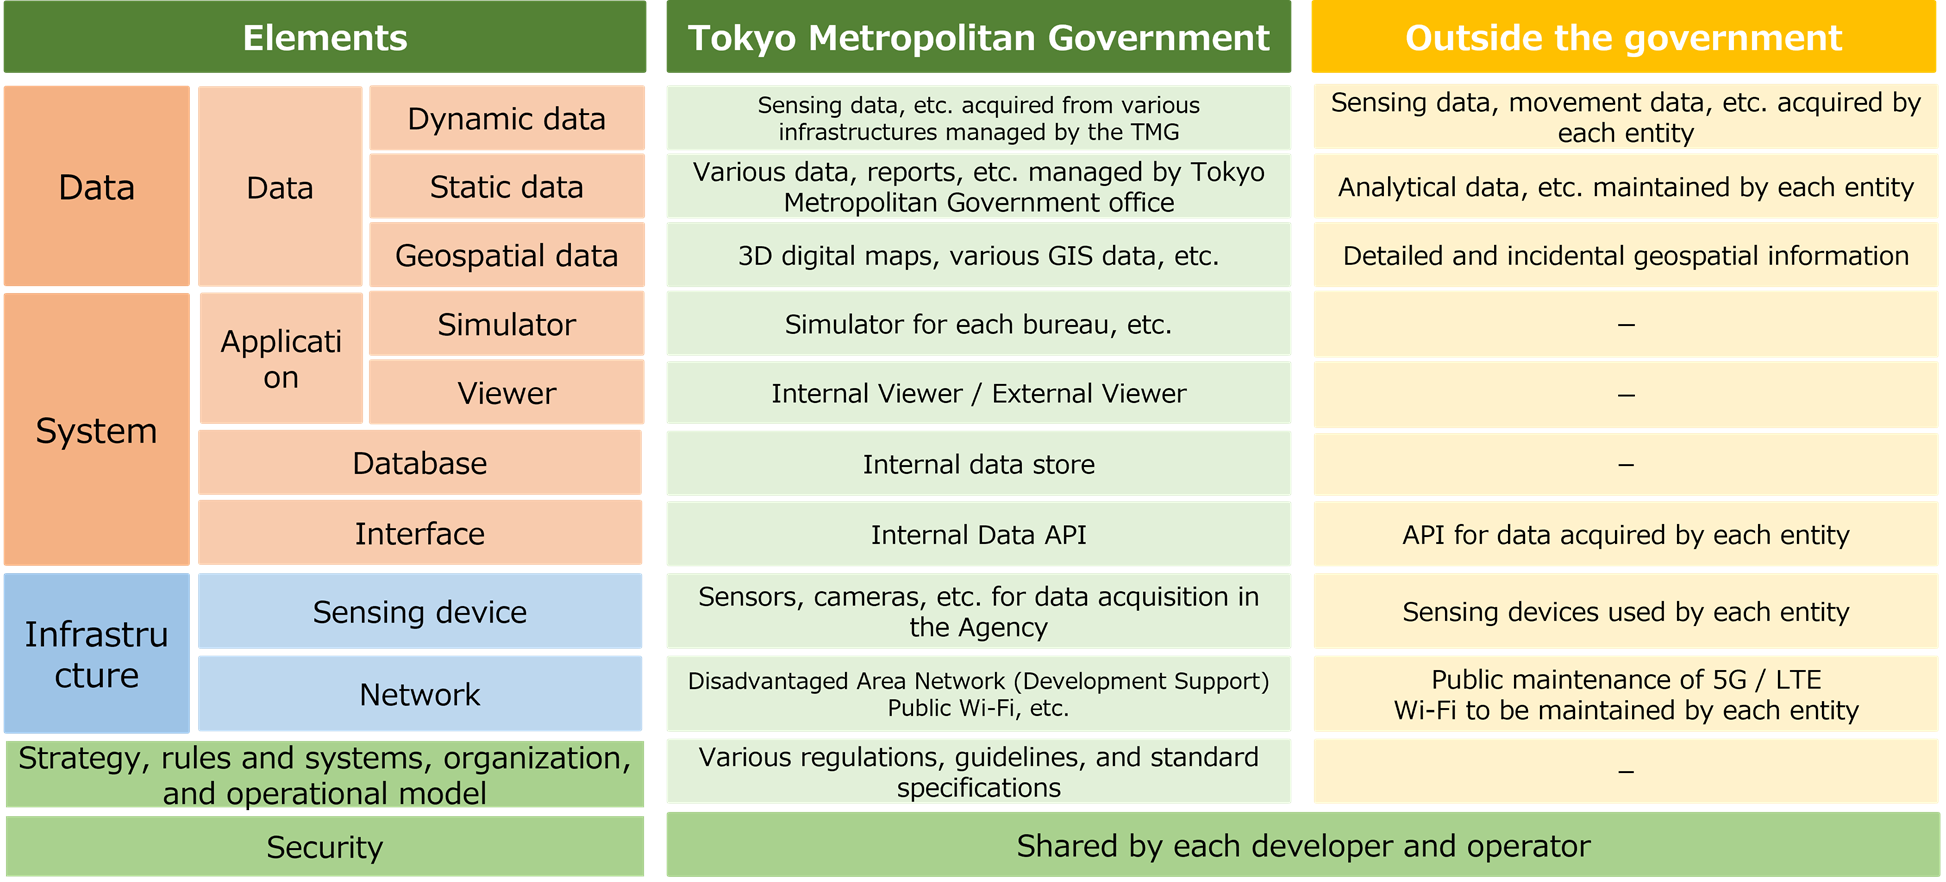 Elements
Tokyo Metropolitan Government
Outside the government
Data
Data
Dynamic data
Sensing data, etc. acquired from various
infrastructures managed by the TMG
Sensing data, movement data, etc. acquired by
each entity
Static data
Various data, reports, etc. managed by Tokyo
Metropolitan Government office
Analytical data, etc. maintained by each entity
Geospatial data
3D digital maps, various GIS data, etc.
Detailed and incidental geospatial information
System
Applicati
on
Simulator
Simulator for each bureau, etc.
–
Viewer
Internal Viewer / External Viewer
–
Database
Internal data store
–
Interface
Internal Data API
API for data acquired by each entity
Infrastru
cture
Sensing device
Sensors, cameras, etc. for data acquisition in
the Agency
Sensing devices used by each entity
Network
Disadvantaged Area Network (Development Support)
Public Wi-Fi, etc.
Public maintenance of 5G / LTE
Wi-Fi to be maintained by each entity
Strategy, rules and systems, organization,
and operational model
Various regulations, guidelines, and standard
specifications
–
Security
Shared by each developer and operator